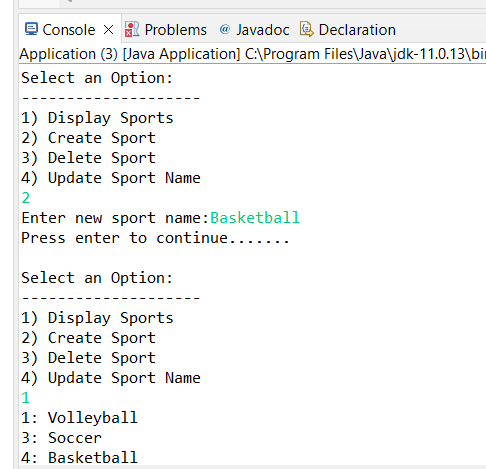 Console Problems @ Javadoc Declaration
Application (3) [Java Application] C:\Program Files\Java\jdk-11.0.13\bi
Select an Option:
--------------------
1) Display Sports
2) Create Sport
3) Delete Sport
4) Update Sport Name
2
Enter new sport name:Basketball
Press enter to continue.......
Select an Option:
--------------------
1) Display Sports
2) Create Sport
3) Delete Sport
4) Update Sport Name
1
1: Volleyball
3: Soccer
4: Basketball